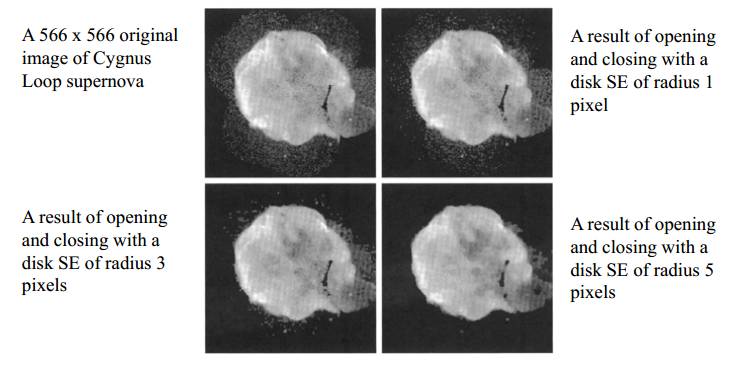 A 566 x 566 original
image of Cygnus
Loop supernova
A result of opening
and closing with a
disk SE of radius 1
pixel
A result of opening
and closing with a
disk SE of radius 3
pixels
A result of opening
and closing with a
disk SE of radius 5
pixels